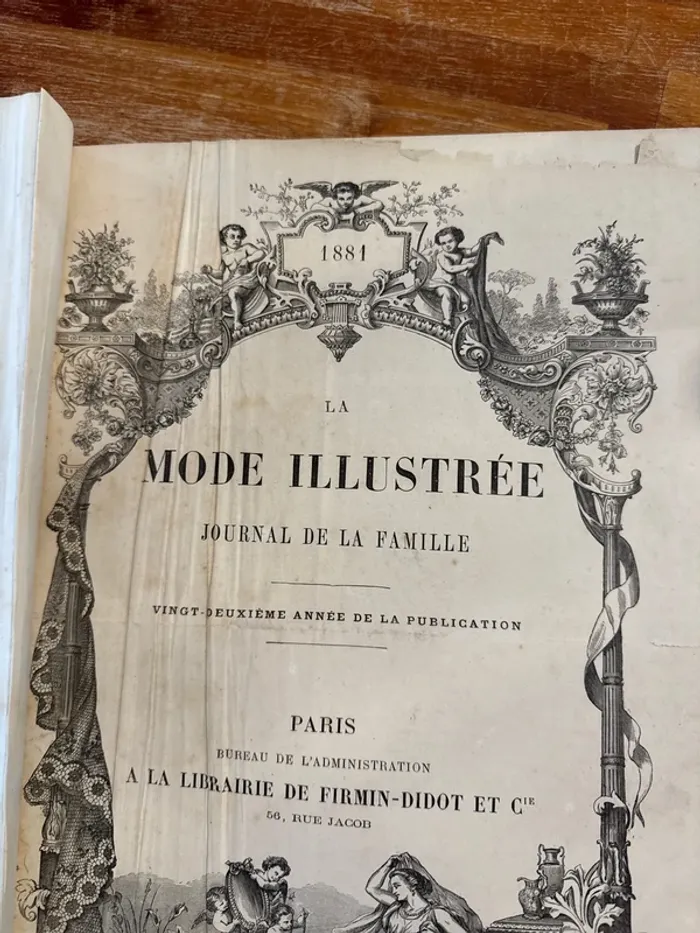 1881
LA
MODE ILLUSTRÉE
JOURNAL DE LA FAMILLE
VINGT-DEUXIÈME ANNÉE DE LA PUBLICATION
PARIS
BUREAU DE L'ADMINISTRATION
A LA LIBRAIRIE DE FIRMIN-DIDOT ET Cᴵᴱ
56, RUE JACOB